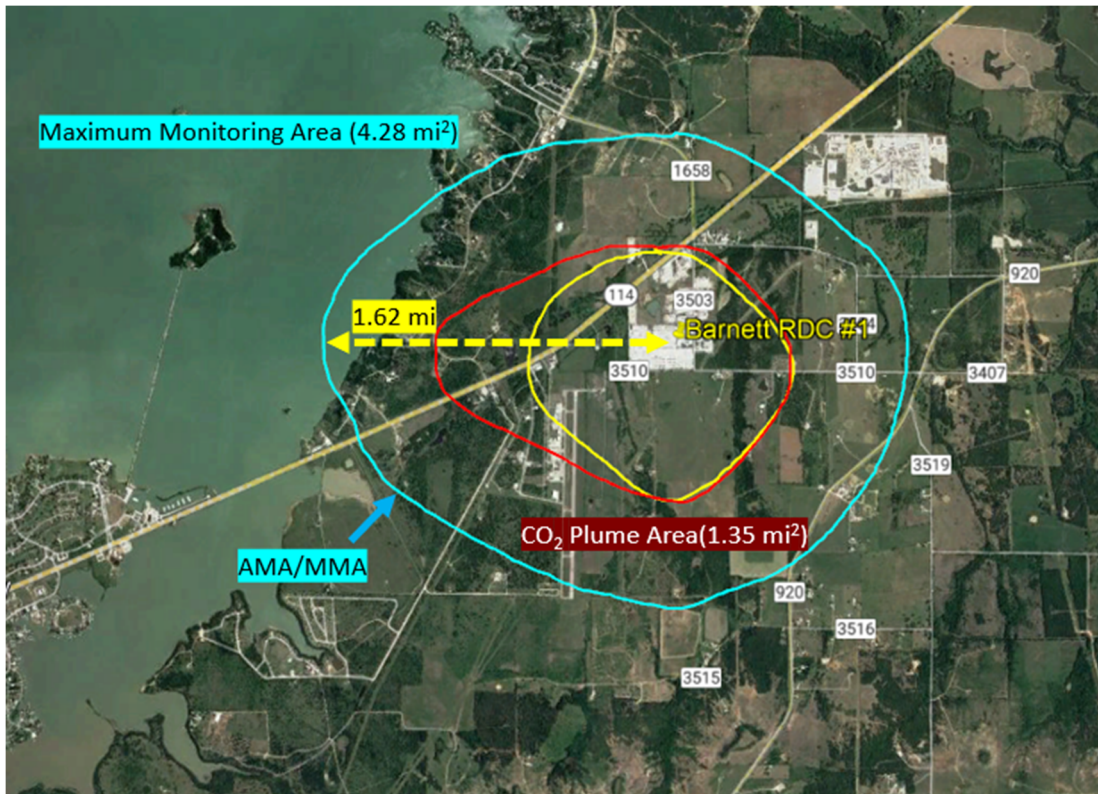 Maximum Monitoring Area (4.28 mi²)
1658
920
1.62 mi
114
3503
Barnett RDC #1
3510
3510
3407
3519
CO₂ Plume Area(1.35 mi²)
AMA/MMA
920
3516
3515